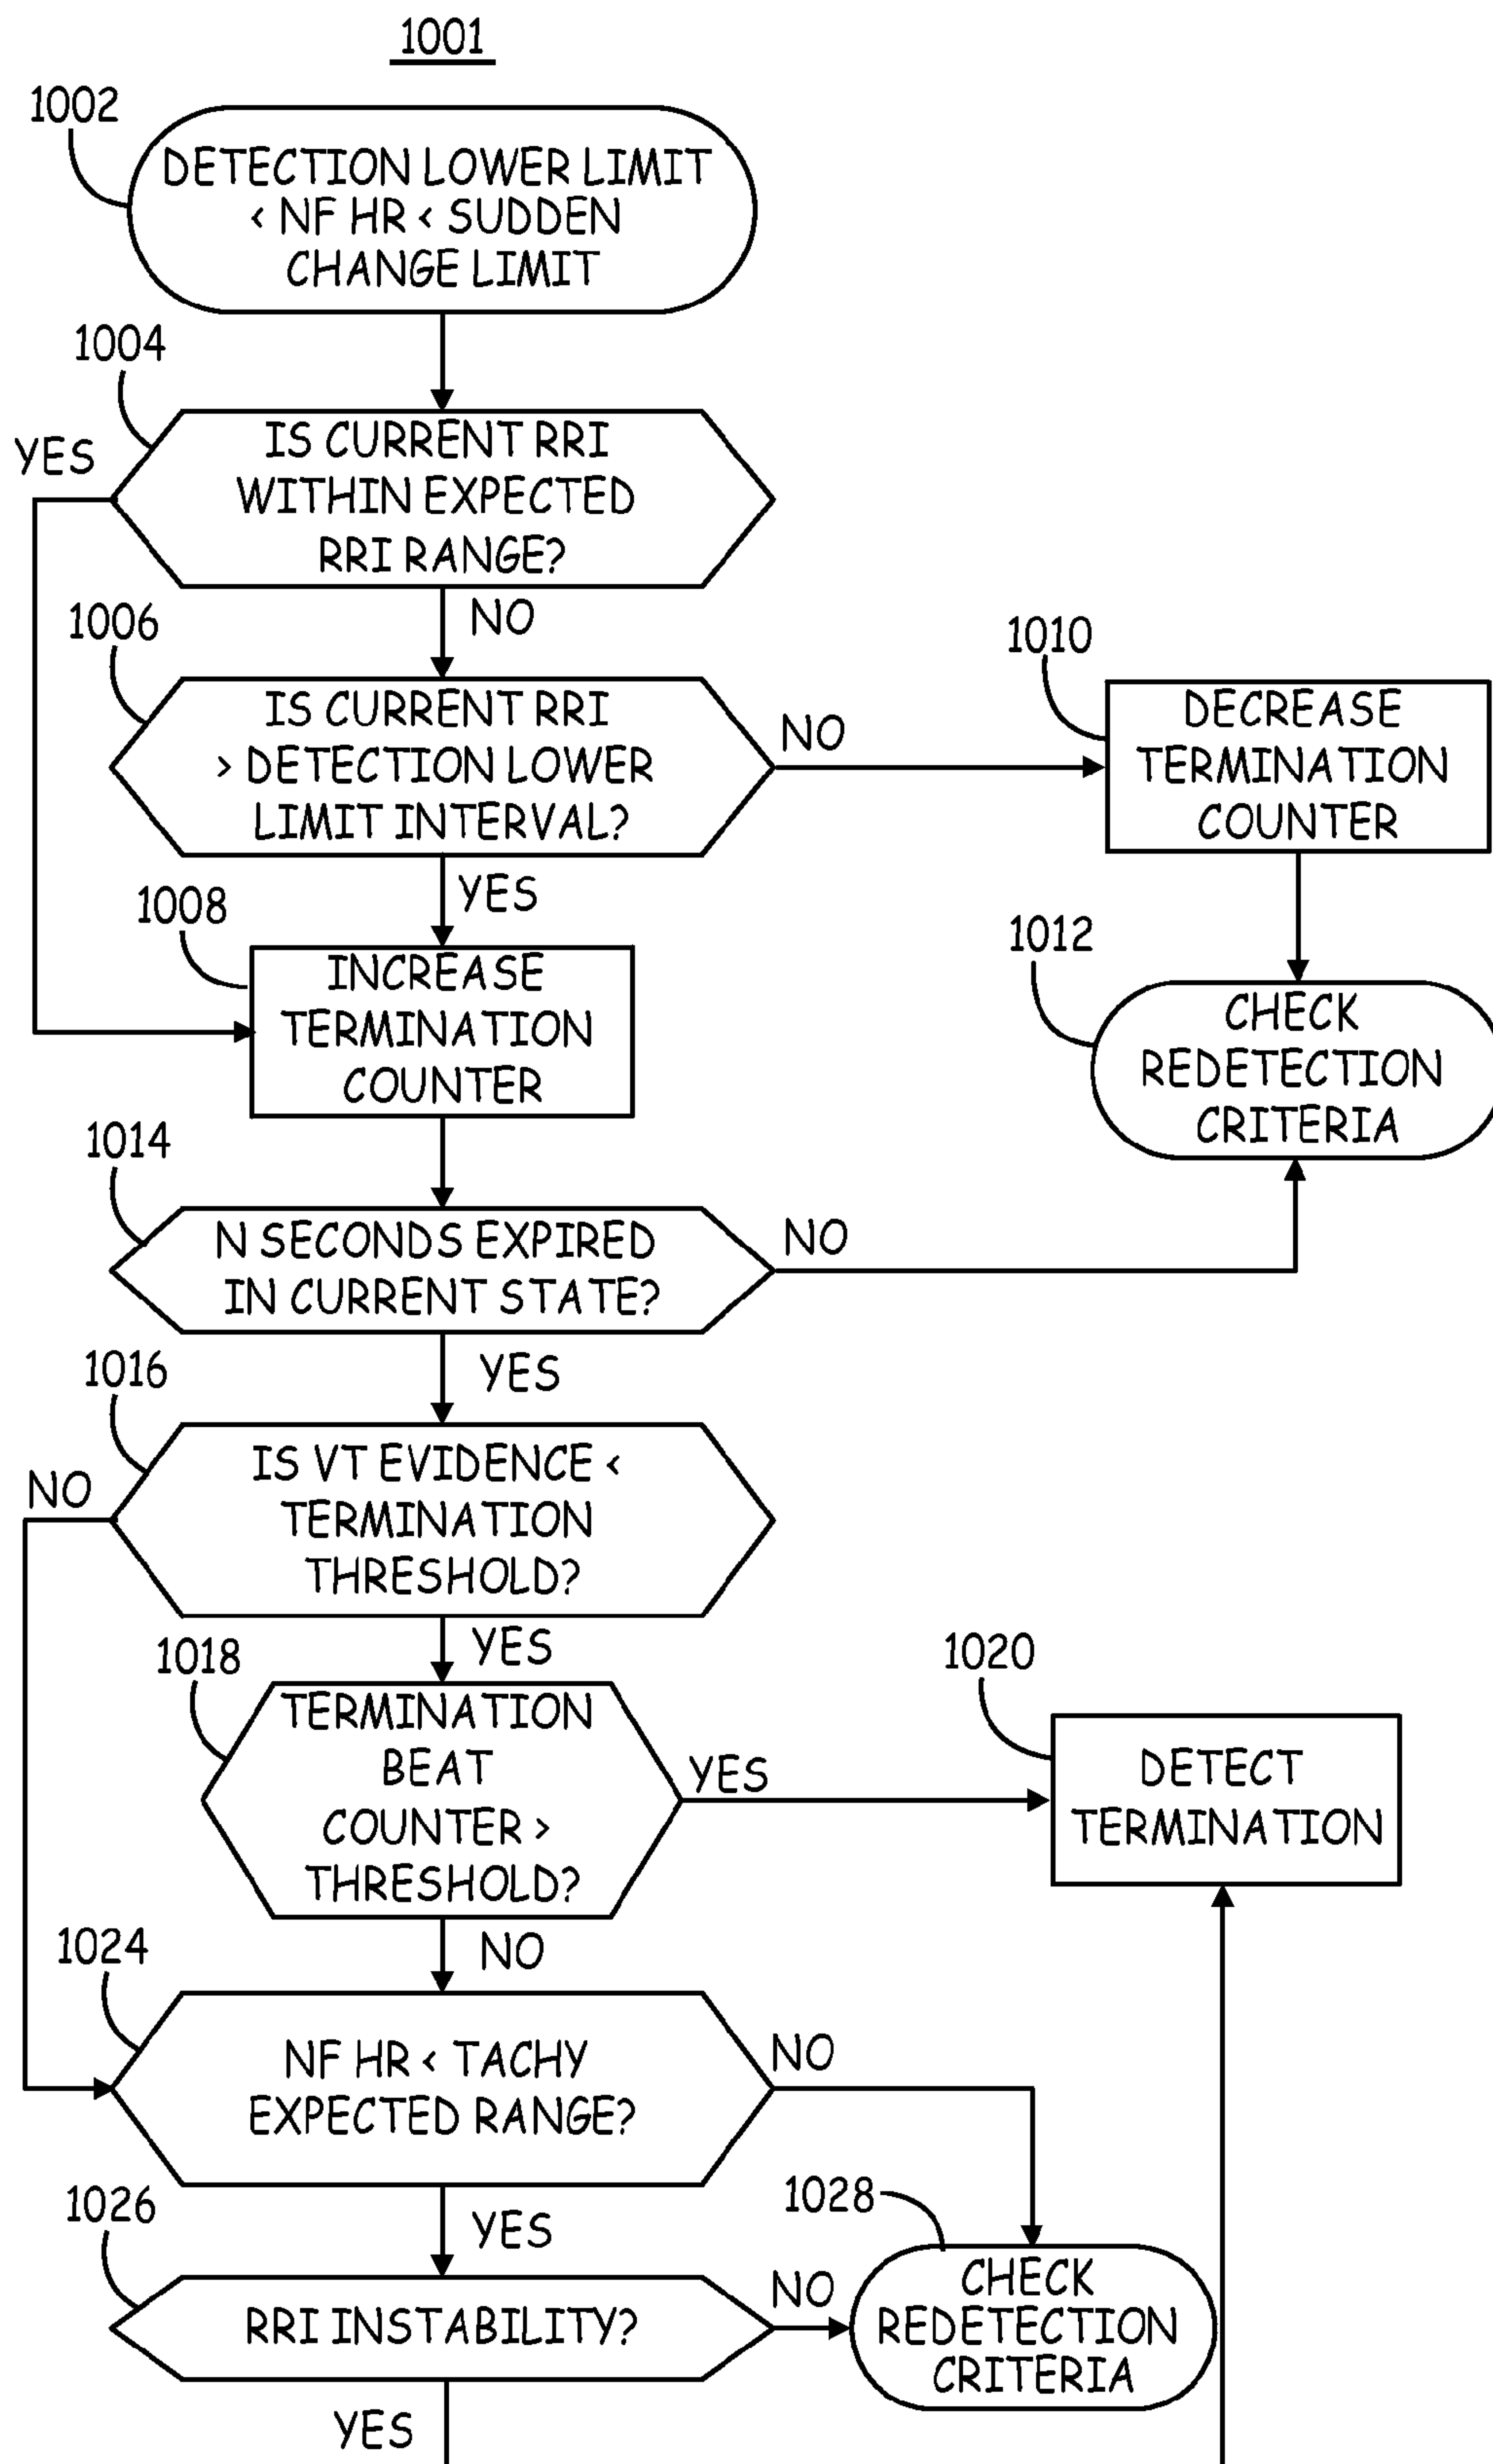 1001
1002
DETECTION LOWER LIMIT
< NF HR < SUDDEN
CHANGE LIMIT
1004
YES
IS CURRENT RRI
WITHIN EXPECTED
RRI RANGE?
NO
1006
IS CURRENT RRI
> DETECTION LOWER
LIMIT INTERVAL?
NO
1010
DECREASE
TERMINATION
COUNTER
YES
1008
INCREASE
TERMINATION
COUNTER
1012
CHECK
REDETECTION
CRITERIA
1014
N SECONDS EXPIRED
IN CURRENT STATE?
NO
YES
1016
NO
IS VT EVIDENCE <
TERMINATION
THRESHOLD?
YES
1018
TERMINATION
BEAT
COUNTER >
THRESHOLD?
YES
1020
DETECT
TERMINATION
NO
1024
NF HR < TACHY
EXPECTED RANGE?
NO
YES
1026
RRI INSTABILITY?
NO
1028
CHECK
REDETECTION
CRITERIA
YES